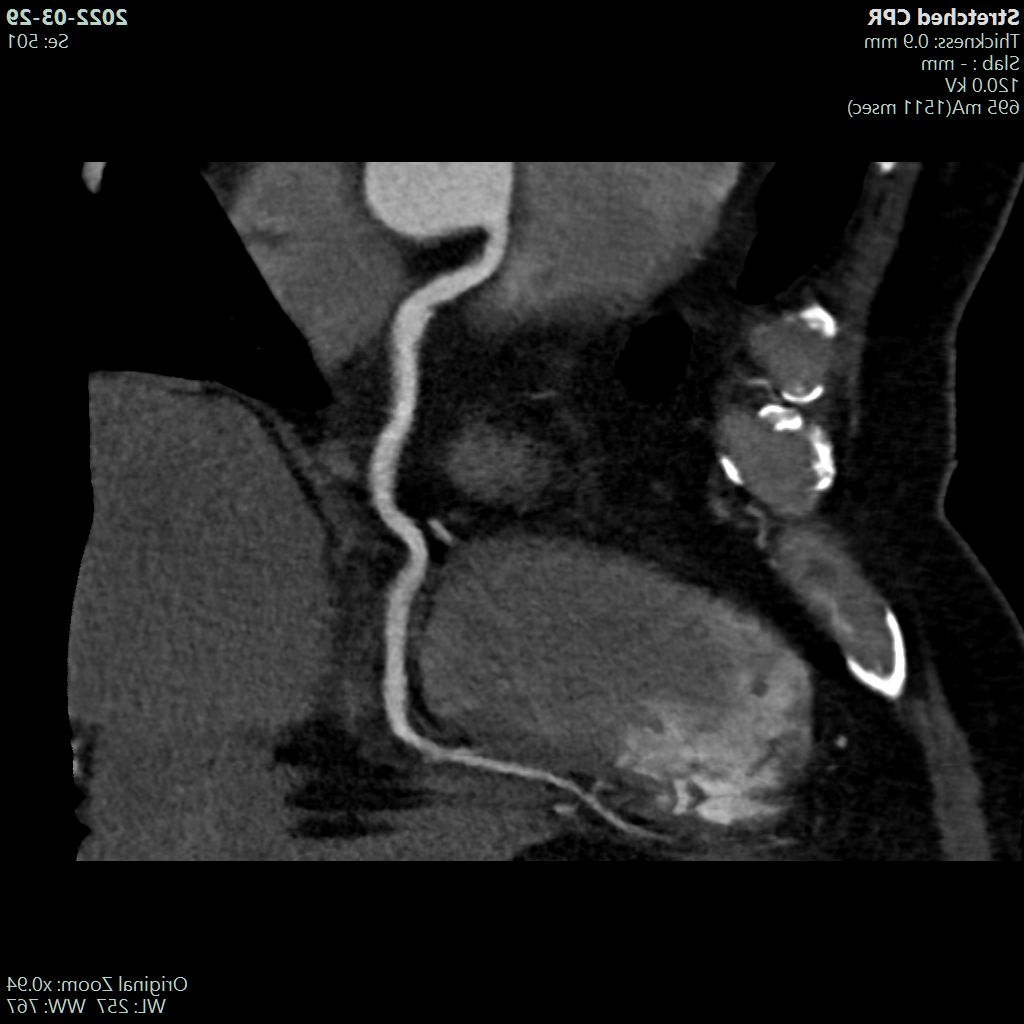 Stretched CPR
Thickness: 0.9 mm
Slab : - mm
120.0 kV
695 mA(1511 msec)
2022-03-29
Se: 501
Original Zoom: x0.94
WL: 257 WW: 767